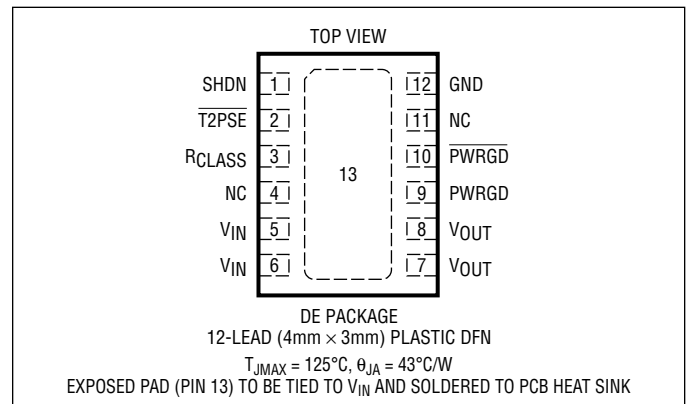 TOP VIEW
SHDN 1 12 GND
T2PSE 2 11 NC
RCLASS 3 10 PWRGD
13
NC 4 9 PWRGD
VIN 5 8 VOUT
VIN 6 7 VOUT
DE PACKAGE
12-LEAD (4mm × 3mm) PLASTIC DFN
TJMAX = 125°C, θJA = 43°C/W
EXPOSED PAD (PIN 13) TO BE TIED TO VIN AND SOLDERED TO PCB HEAT SINK